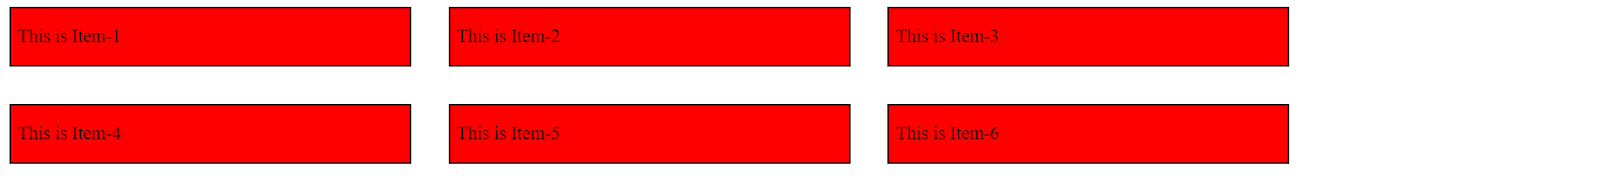 This is Item-1
This is Item-2
This is Item-3
This is Item-4
This is Item-5
This is Item-6